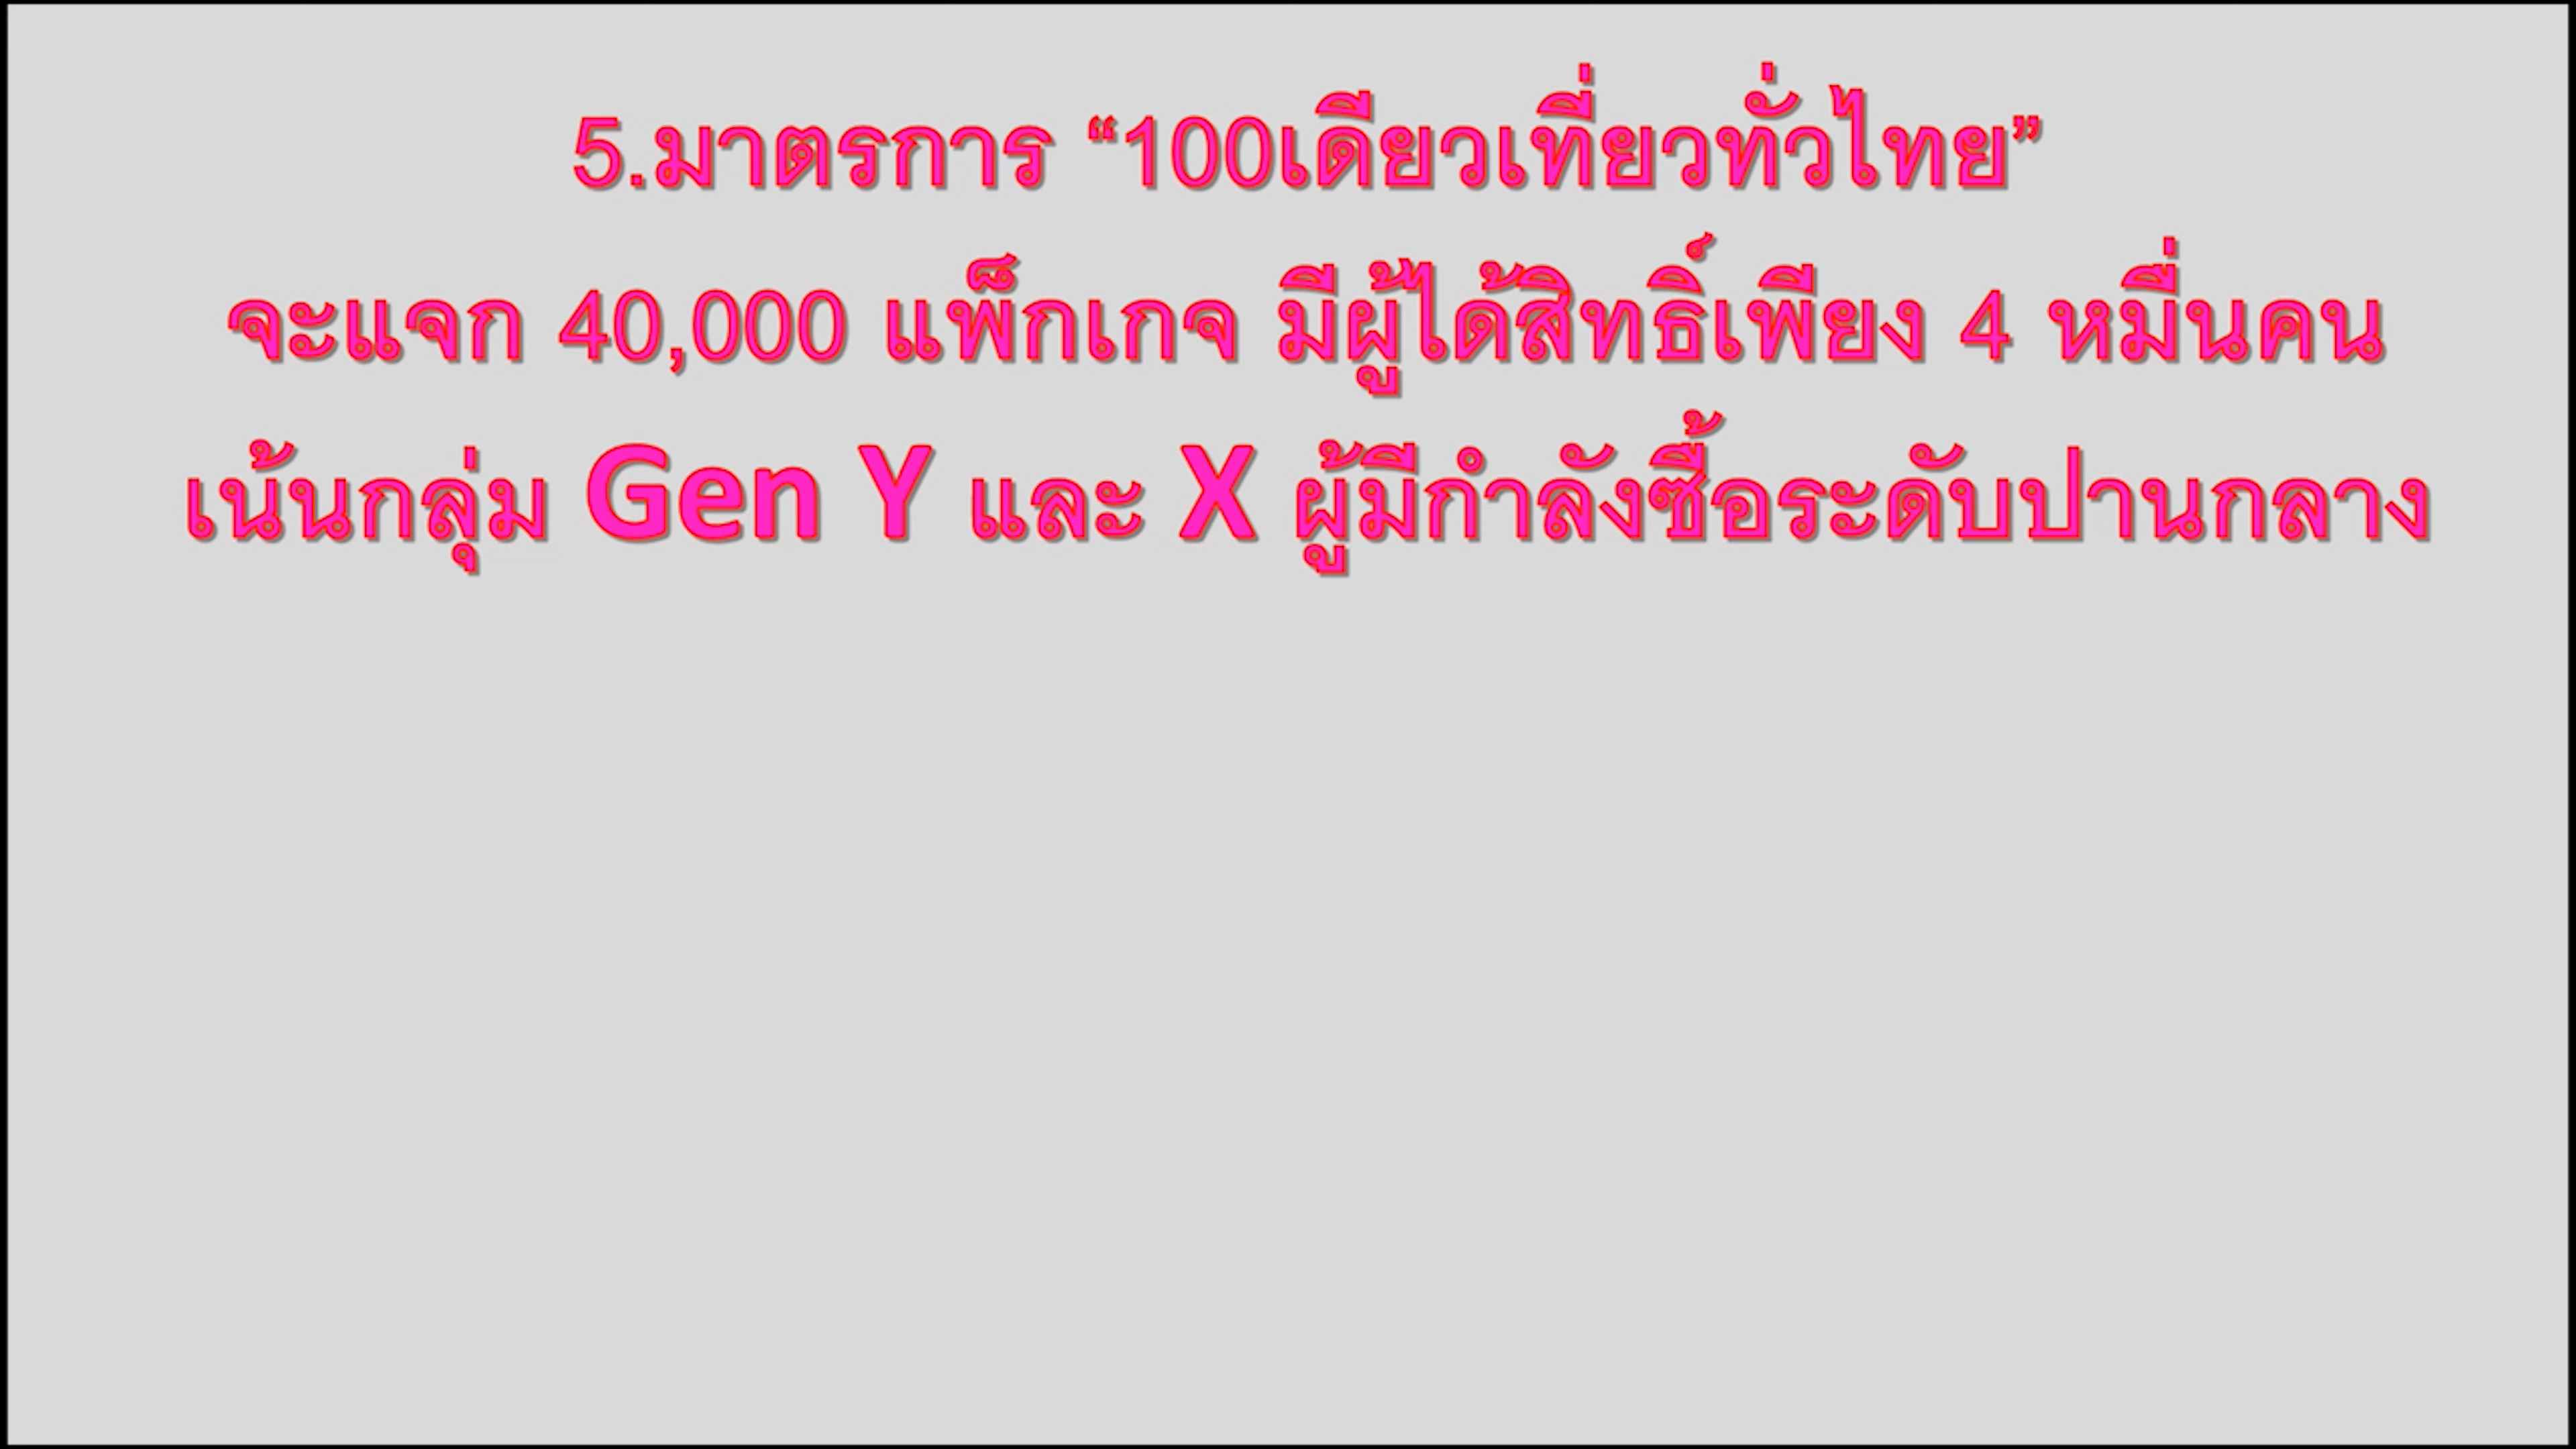 5.มาตรการ “100เดียวเที่ยวทั่วไทย”
จะแจก 40,000 แพ็กเกจ มีผู้ได้สิทธิ์เพียง 4 หมื่นคน
เน้นกลุ่ม Gen Y และ X ผู้มีกำลังซื้อระดับปานกลาง